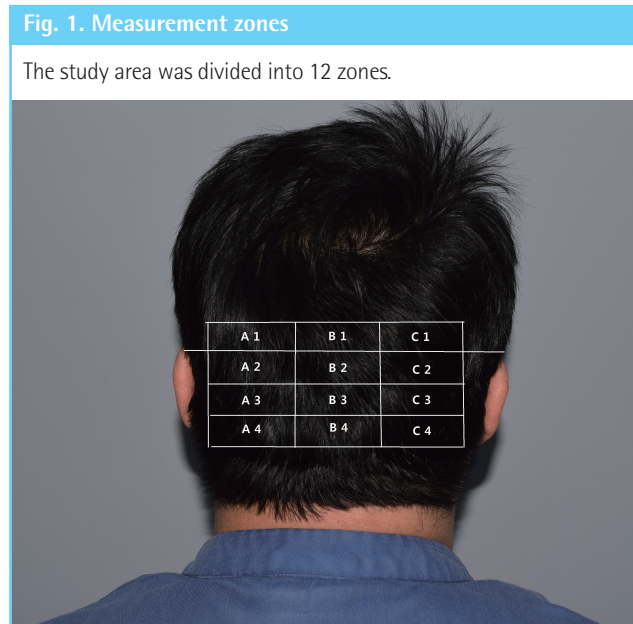 Fig. 1. Measurement zones
The study area was divided into 12 zones.
A 1 B 1 C 1
A 2 B 2 C 2
A 3 B 3 C 3
A 4 B 4 C 4